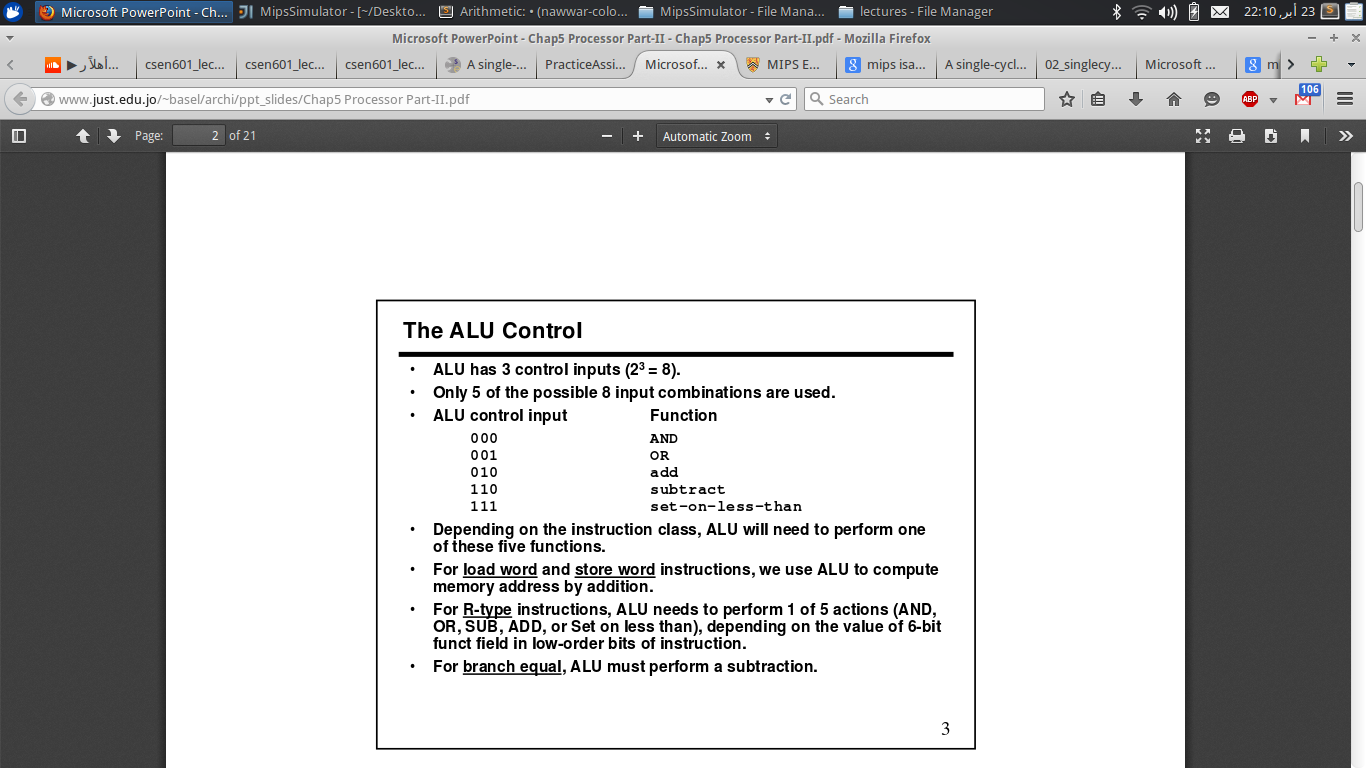 Microsoft PowerPoint - Ch... MipsSimulator - [~/Deskto... Arithmetic: • (nawwar-colo... MipsSimulator - File Mana... lectures - File Manager 22:10 ,أبر 23
Microsoft PowerPoint - Chap5 Processor Part-II - Chap5 Processor Part-II.pdf - Mozilla Firefox
أهلاً ر... csen601_lec... csen601_lec... csen601_lec... A single-... PracticeAssi... Microsof... MIPS E... mips isa... A single-cycl... 02_singlecy... Microsoft ... m
www.just.edu.jo/~basel/archi/ppt_slides/Chap5 Processor Part-II.pdf Search ABP 106
Page: 2 of 21 Automatic Zoom
The ALU Control
• ALU has 3 control inputs (2³ = 8).
• Only 5 of the possible 8 input combinations are used.
• ALU control input Function
000 AND
001 OR
010 add
110 subtract
111 set-on-less-than
• Depending on the instruction class, ALU will need to perform one
of these five functions.
• For load word and store word instructions, we use ALU to compute
memory address by addition.
• For R-type instructions, ALU needs to perform 1 of 5 actions (AND,
OR, SUB, ADD, or Set on less than), depending on the value of 6-bit
funct field in low-order bits of instruction.
• For branch equal, ALU must perform a subtraction.
3